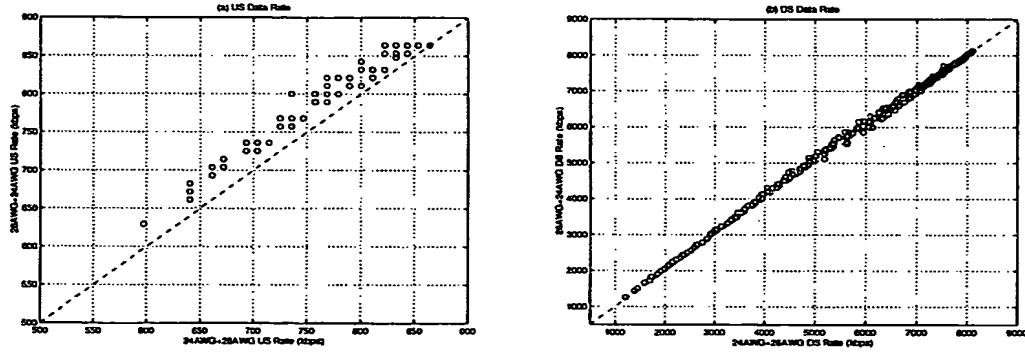 (a) US Data Rate
900
850
800
750
700
650
600
550
500
26AWG+24AWG US Rate (kbps)
500 550 600 650 700 750 800 850 900
24AWG+26AWG US Rate (kbps)
(b) DS Data Rate
9000
8000
7000
6000
5000
4000
3000
2000
1000
26AWG+24AWG DS Rate (kbps)
1000 2000 3000 4000 5000 6000 7000 8000 9000
24AWG+26AWG DS Rate (kbps)